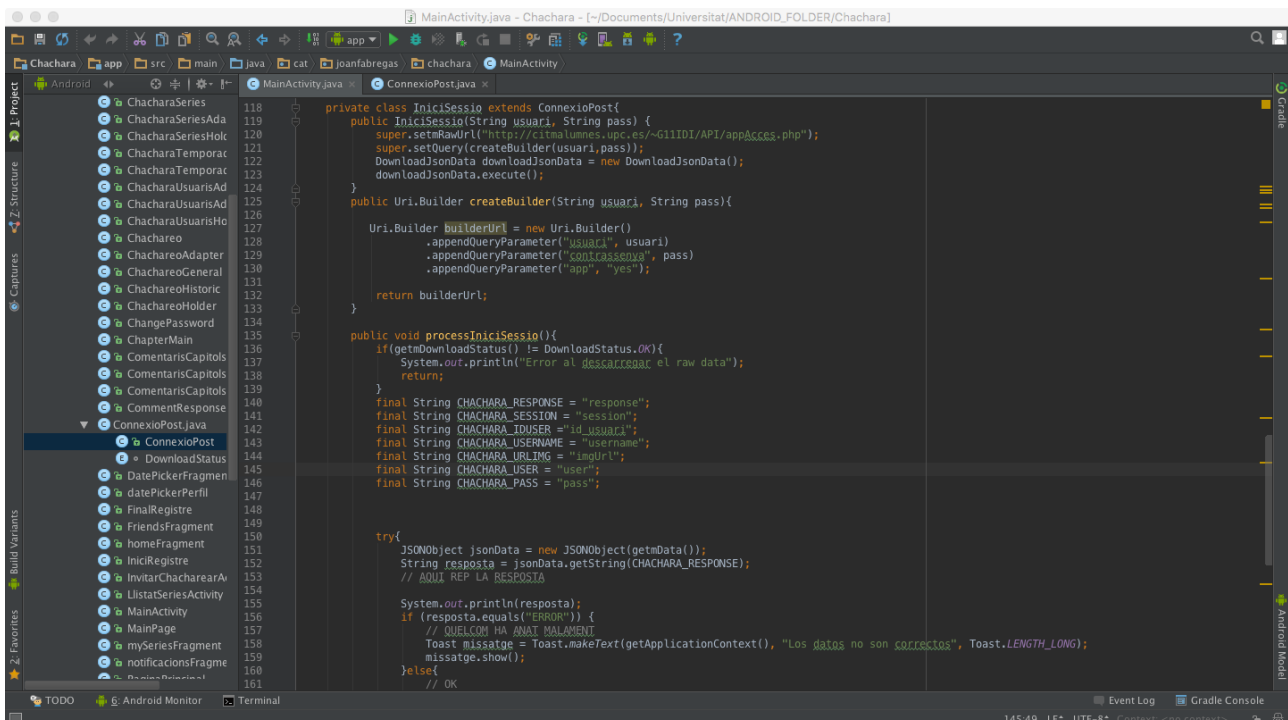 MainActivity.java - Chachara - [~/Documents/Universitat/ANDROID_FOLDER/Chachara]
app
Chachara app src main java cat joanfabregas chachara MainActivity
Android
MainActivity.java
ConnexioPost.java
1: Project
Z: Structure
Captures
Build Variants
2: Favorites
Gradle
Android Model
ChacharaSeries
ChacharaSeriesAda
ChacharaSeriesHolc
ChacharaTemporac
ChacharaTemporac
ChacharaUsuarisAd
ChacharaUsuarisAd
ChacharaUsuarisHo
Chachareo
ChachareoAdapter
ChachareoGeneral
ChachareoHistoric
ChachareoHolder
ChangePassword
ChapterMain
ComentarisCapitols
ComentarisCapitols
ComentarisCapitols
CommentResponse
ConnexioPost.java
ConnexioPost
DownloadStatus
DatePickerFragmen
datePickerPerfil
FinalRegistre
FriendsFragment
homeFragment
IniciRegistre
InvitarChacharearA
LlistatSeriesActivity
MainActivity
MainPage
mySeriesFragment
notificacionsFragme
118 private class IniciSessio extends ConnexioPost{
119 public IniciSessio(String usuari, String pass) {
120 super.setmRawUrl("http://citmalumnes.upc.es/~G11IDI/API/appAcces.php");
121 super.setQuery(createBuilder(usuari,pass));
122 DownloadJsonData downloadJsonData = new DownloadJsonData();
123 downloadJsonData.execute();
124 }
125 public Uri.Builder createBuilder(String usuari, String pass){
126
127 Uri.Builder builderUrl = new Uri.Builder()
128 .appendQueryParameter("usuari", usuari)
129 .appendQueryParameter("contrassenya", pass)
130 .appendQueryParameter("app", "yes");
131
132 return builderUrl;
133 }
134
135 public void processIniciSessio(){
136 if(getmDownloadStatus() != DownloadStatus.OK){
137 System.out.println("Error al descarregar el raw data");
138 return;
139 }
140 final String CHACHARA_RESPONSE = "response";
141 final String CHACHARA_SESSION = "session";
142 final String CHACHARA_IDUSER ="id_usuari";
143 final String CHACHARA_USERNAME = "username";
144 final String CHACHARA_URLIMG = "imgUrl";
145 final String CHACHARA_USER = "user";
146 final String CHACHARA_PASS = "pass";
147
148
149
150 try{
151 JSONObject jsonData = new JSONObject(getmData());
152 String resposta = jsonData.getString(CHACHARA_RESPONSE);
153 // AQUI REP LA RESPOSTA
154
155 System.out.println(resposta);
156 if (resposta.equals("ERROR")) {
157 // QUELCOM HA ANAT MALAMENT
158 Toast missatge = Toast.makeText(getApplicationContext(), "Los datos no son correctos", Toast.LENGTH_LONG);
159 missatge.show();
160 }else{
161 // OK
TODO 6: Android Monitor Terminal Event Log Gradle Console
145:49 LF÷ UTF-8÷ Context: <no context>